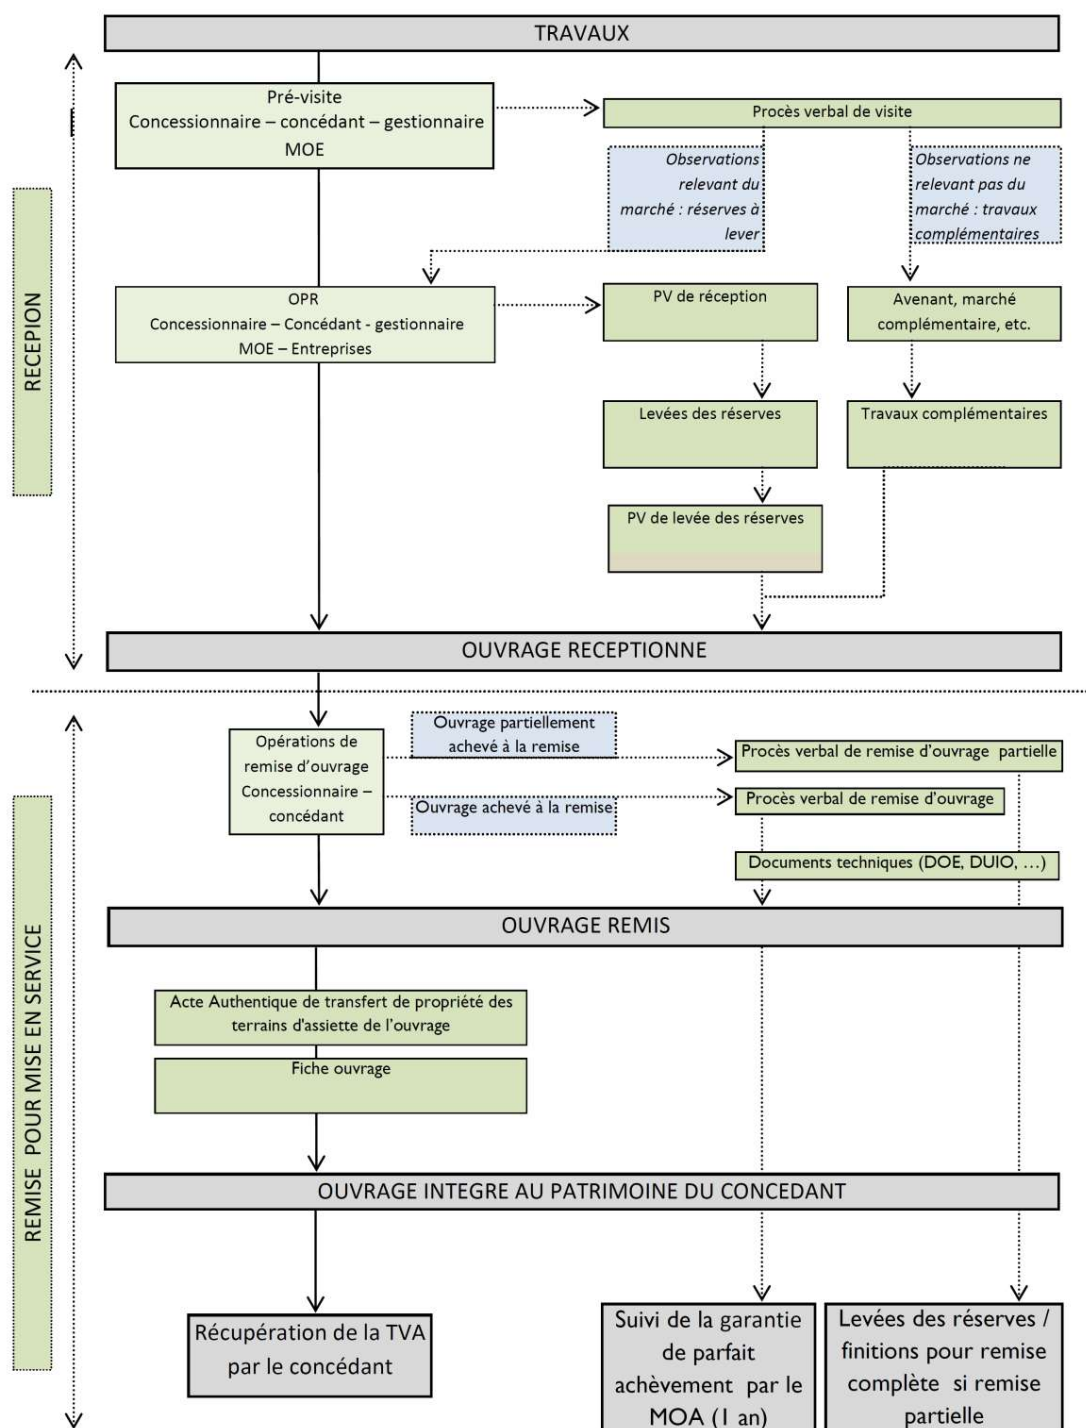 TRAVAUX
Pré-visite
Concessionnaire – concédant – gestionnaire
MOE
Procès verbal de visite
Observations
relevant du
marché : réserves à
lever
Observations ne
relevant pas du
marché : travaux
complémentaires
RECEPION
OPR
Concessionnaire – Concédant - gestionnaire
MOE – Entreprises
PV de réception
Avenant, marché
complémentaire, etc.
Levées des réserves
Travaux complémentaires
PV de levée des réserves
OUVRAGE RECEPTIONNE
Opérations de
remise d'ouvrage
Concessionnaire –
concédant
Ouvrage partiellement
achevé à la remise
Ouvrage achevé à la remise
Procès verbal de remise d'ouvrage partielle
Procès verbal de remise d'ouvrage
Documents techniques (DOE, DUIO, …)
REMISE POUR MISE EN SERVICE
OUVRAGE REMIS
Acte Authentique de transfert de propriété des
terrains d'assiette de l'ouvrage
Fiche ouvrage
OUVRAGE INTEGRE AU PATRIMOINE DU CONCEDANT
Récupération de la TVA
par le concédant
Suivi de la garantie
de parfait
achèvement par le
MOA (1 an)
Levées des réserves /
finitions pour remise
complète si remise
partielle